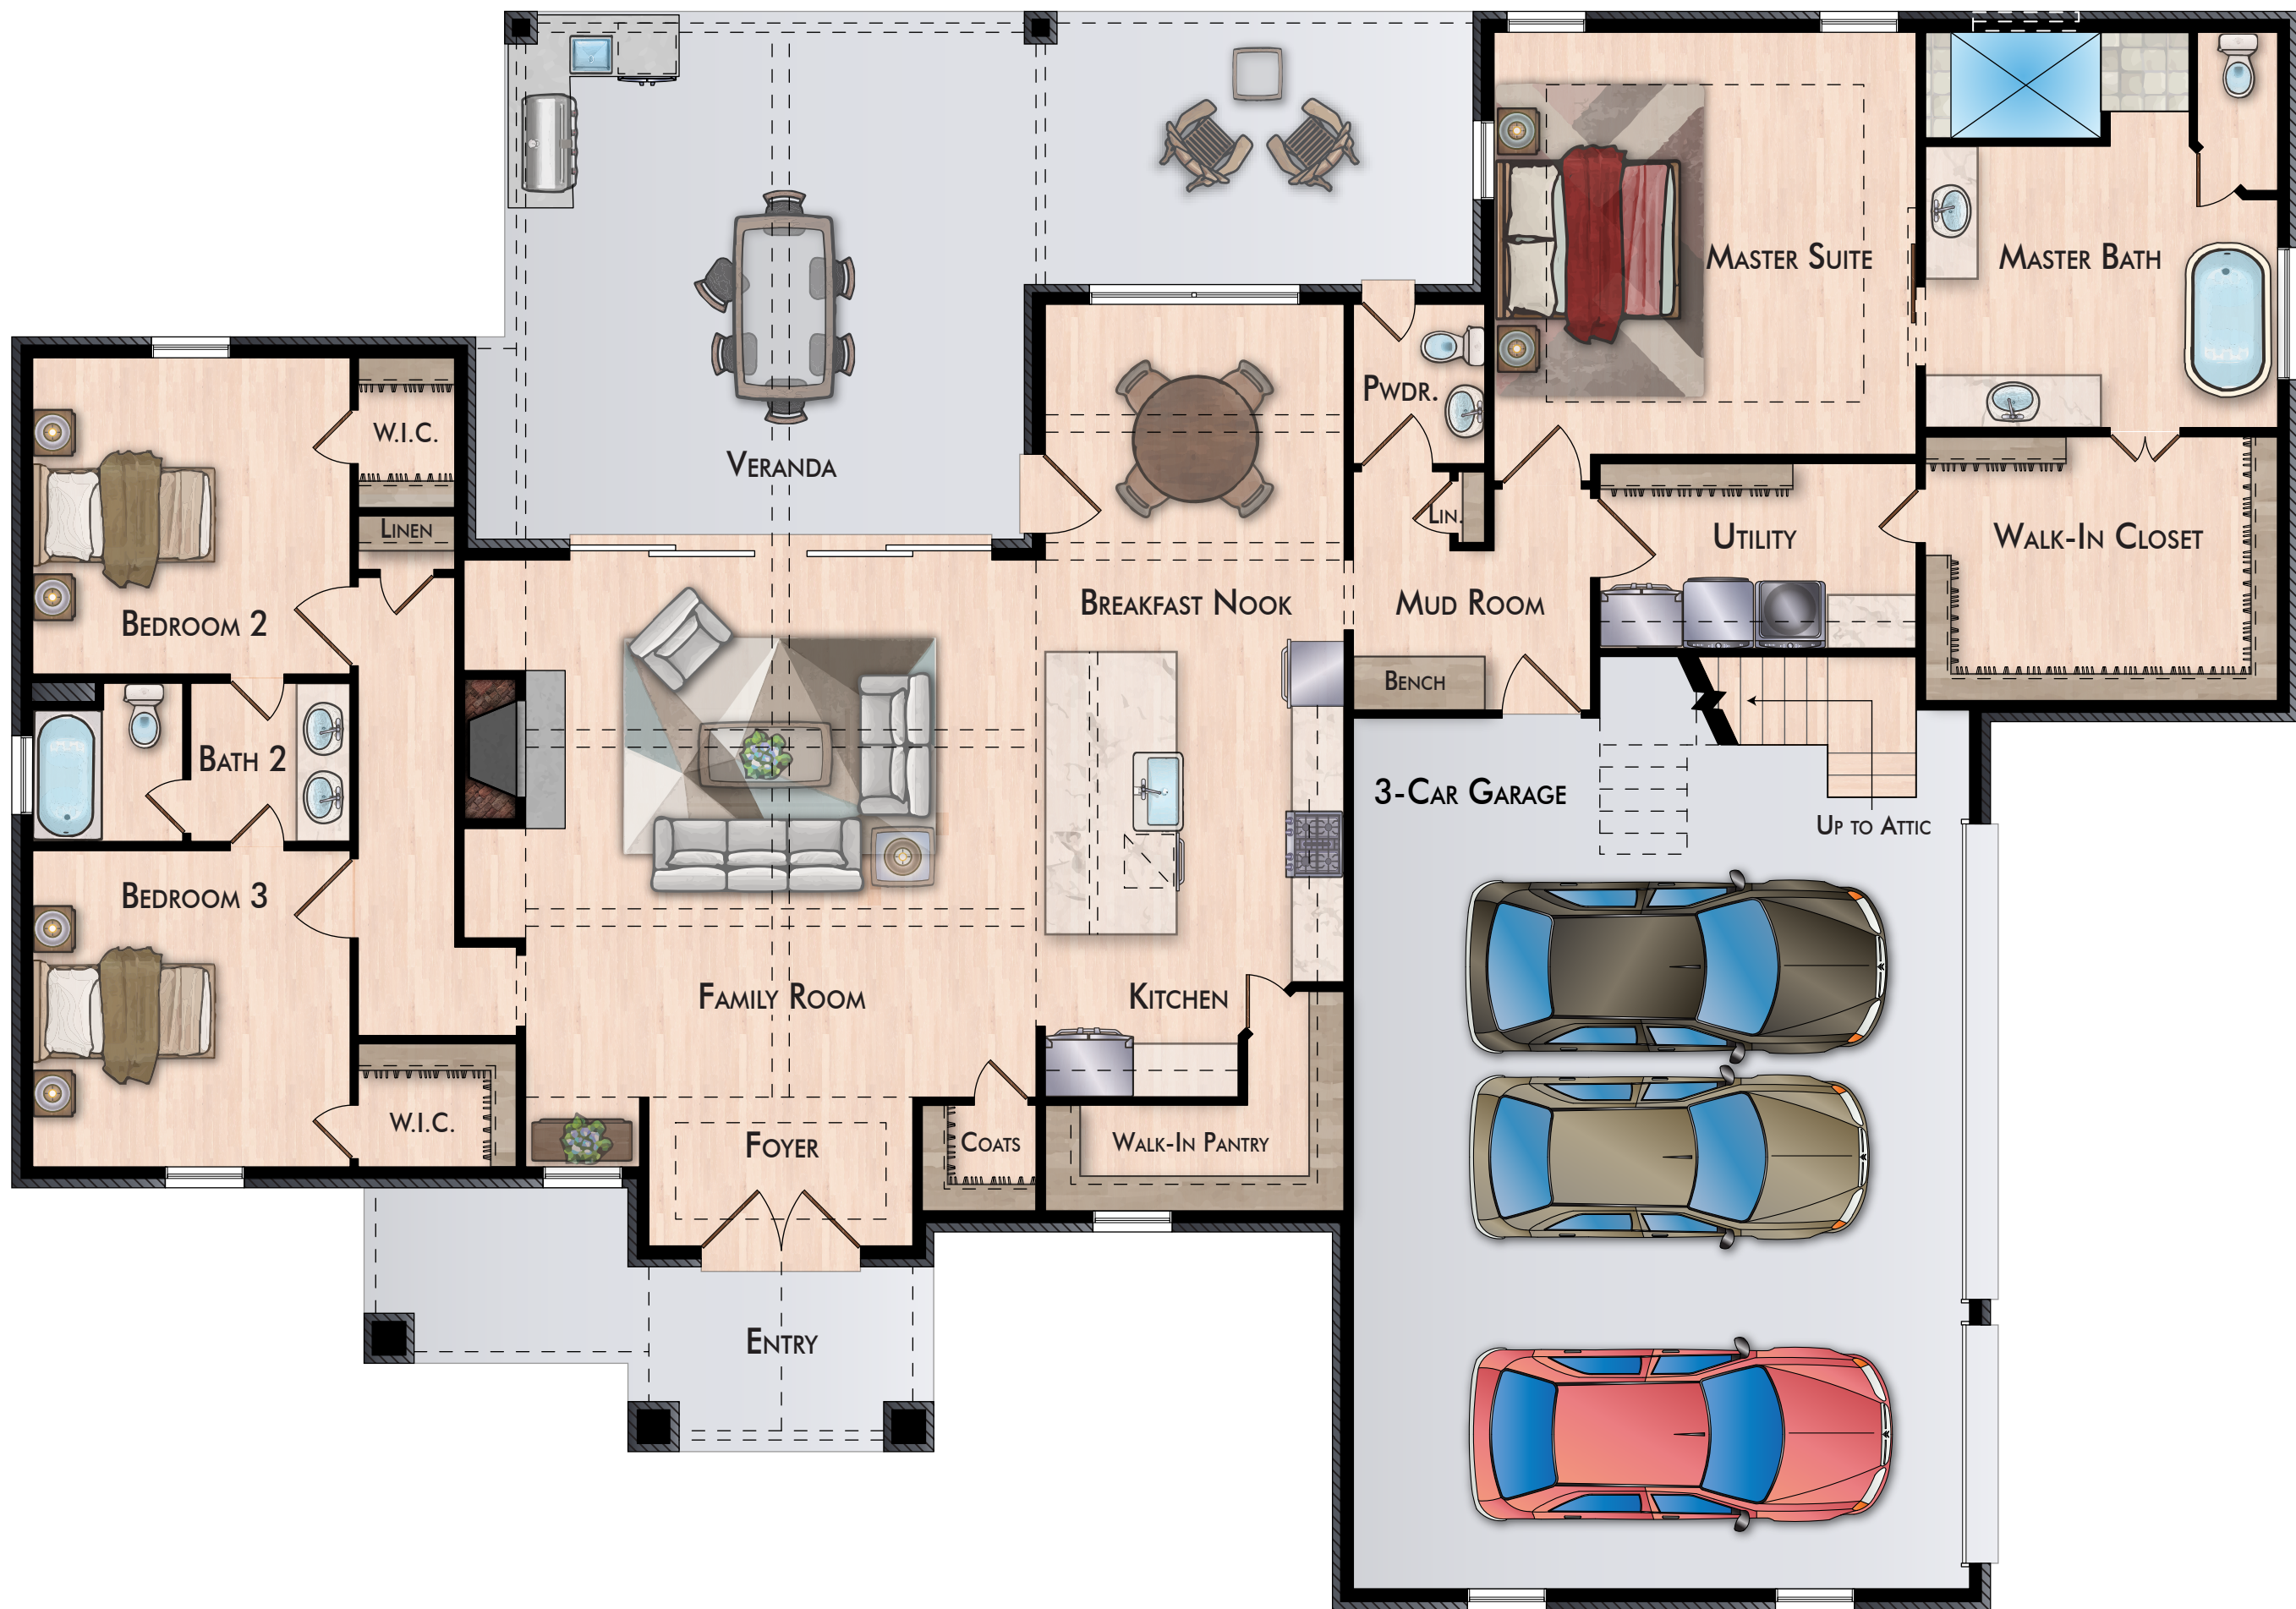 Master Suite
Master Bath
Pwdr.
W.I.C.
Veranda
Linen
Lin.
Utility
Walk-In Closet
Bedroom 2
Breakfast Nook
Mud Room
Bench
Bath 2
3-Car Garage
Up to Attic
Bedroom 3
Family Room
Kitchen
W.I.C.
Foyer
Coats
Walk-In Pantry
Entry